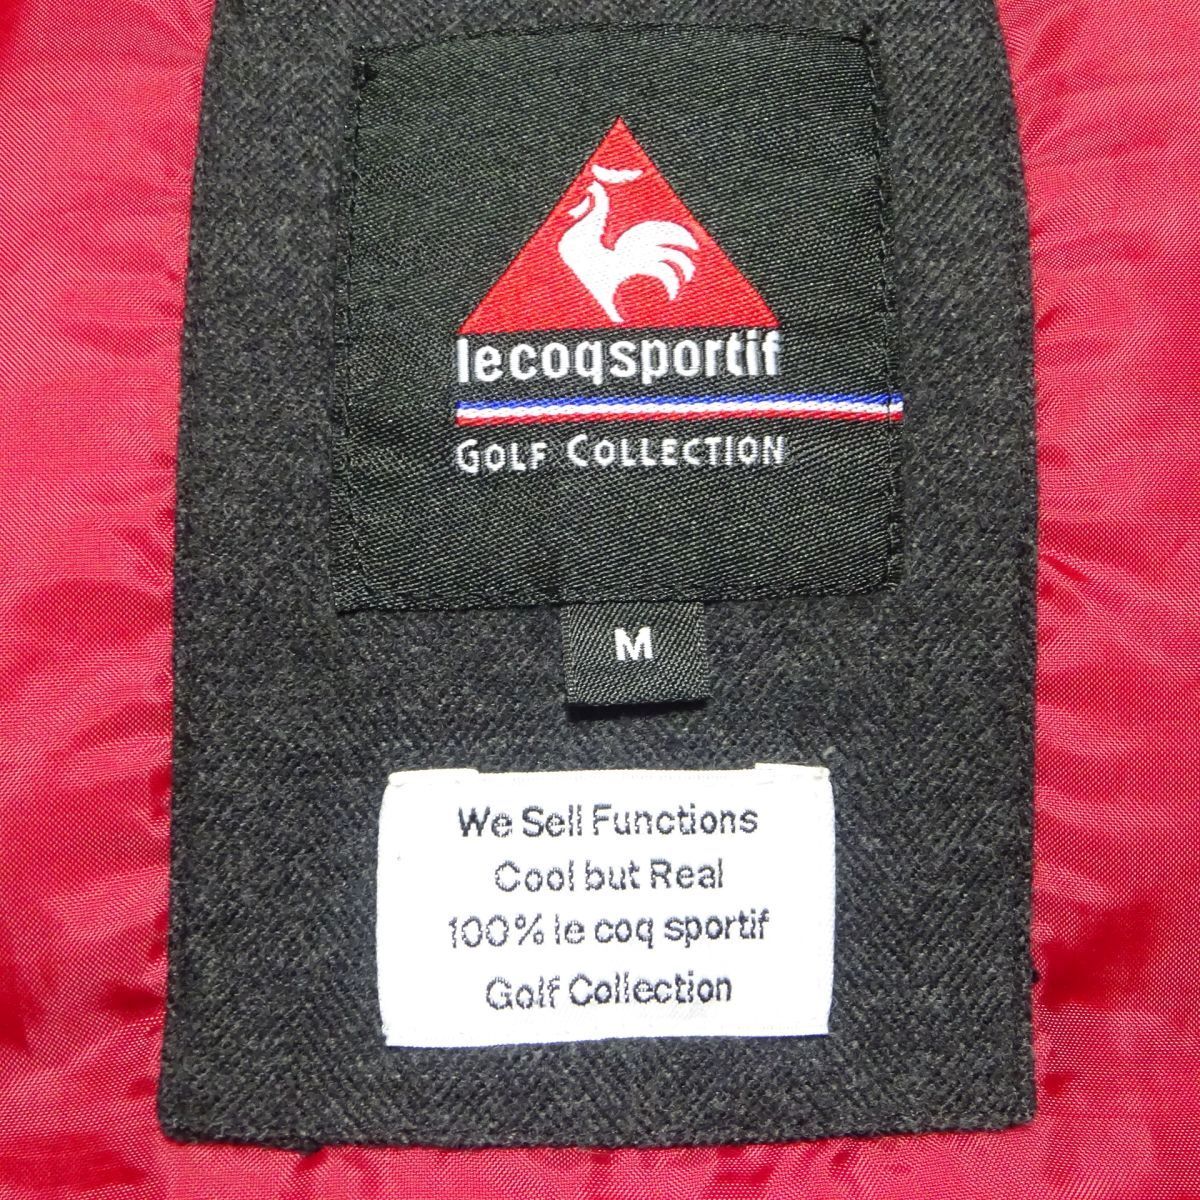 lecoqsportif
GOLF COLLECTION
M
We Sell Functions
Cool but Real
100% le coq sportif
Golf Collection